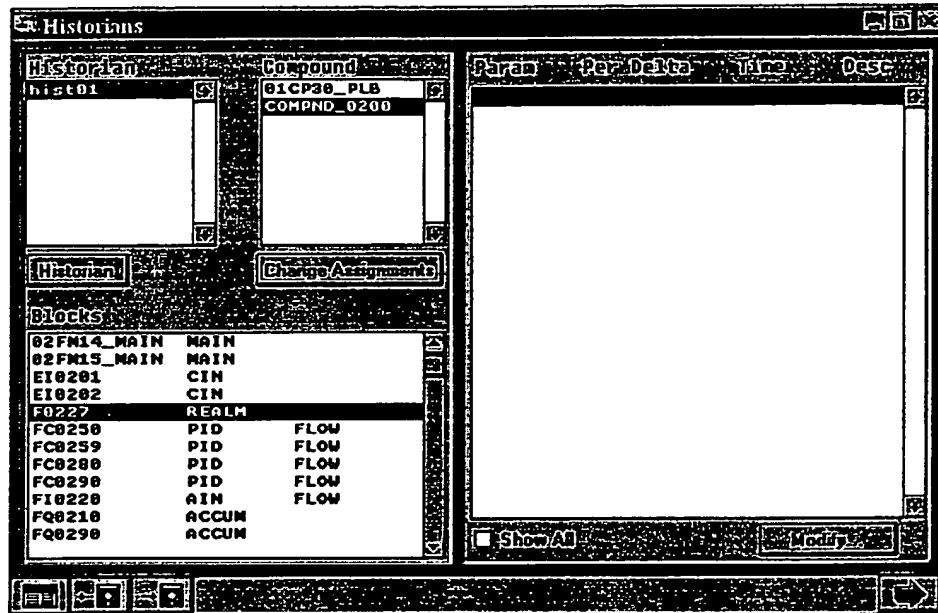 Historians
Historian
hist01
Historian
Compound
01CP30_PLB
COMPND_0200
Change Assignments
Blocks
02FM14_MAIN MAIN
02FM15_MAIN MAIN
EI0201 CIN
EI0202 CIN
F0227 REALM
FC0250 PID FLOW
FC0259 PID FLOW
FC0280 PID FLOW
FC0290 PID FLOW
FI0220 AIN FLOW
FQ0210 ACCUM
FQ0290 ACCUM
Param Per Delta Time Desc
Show All
Modify...